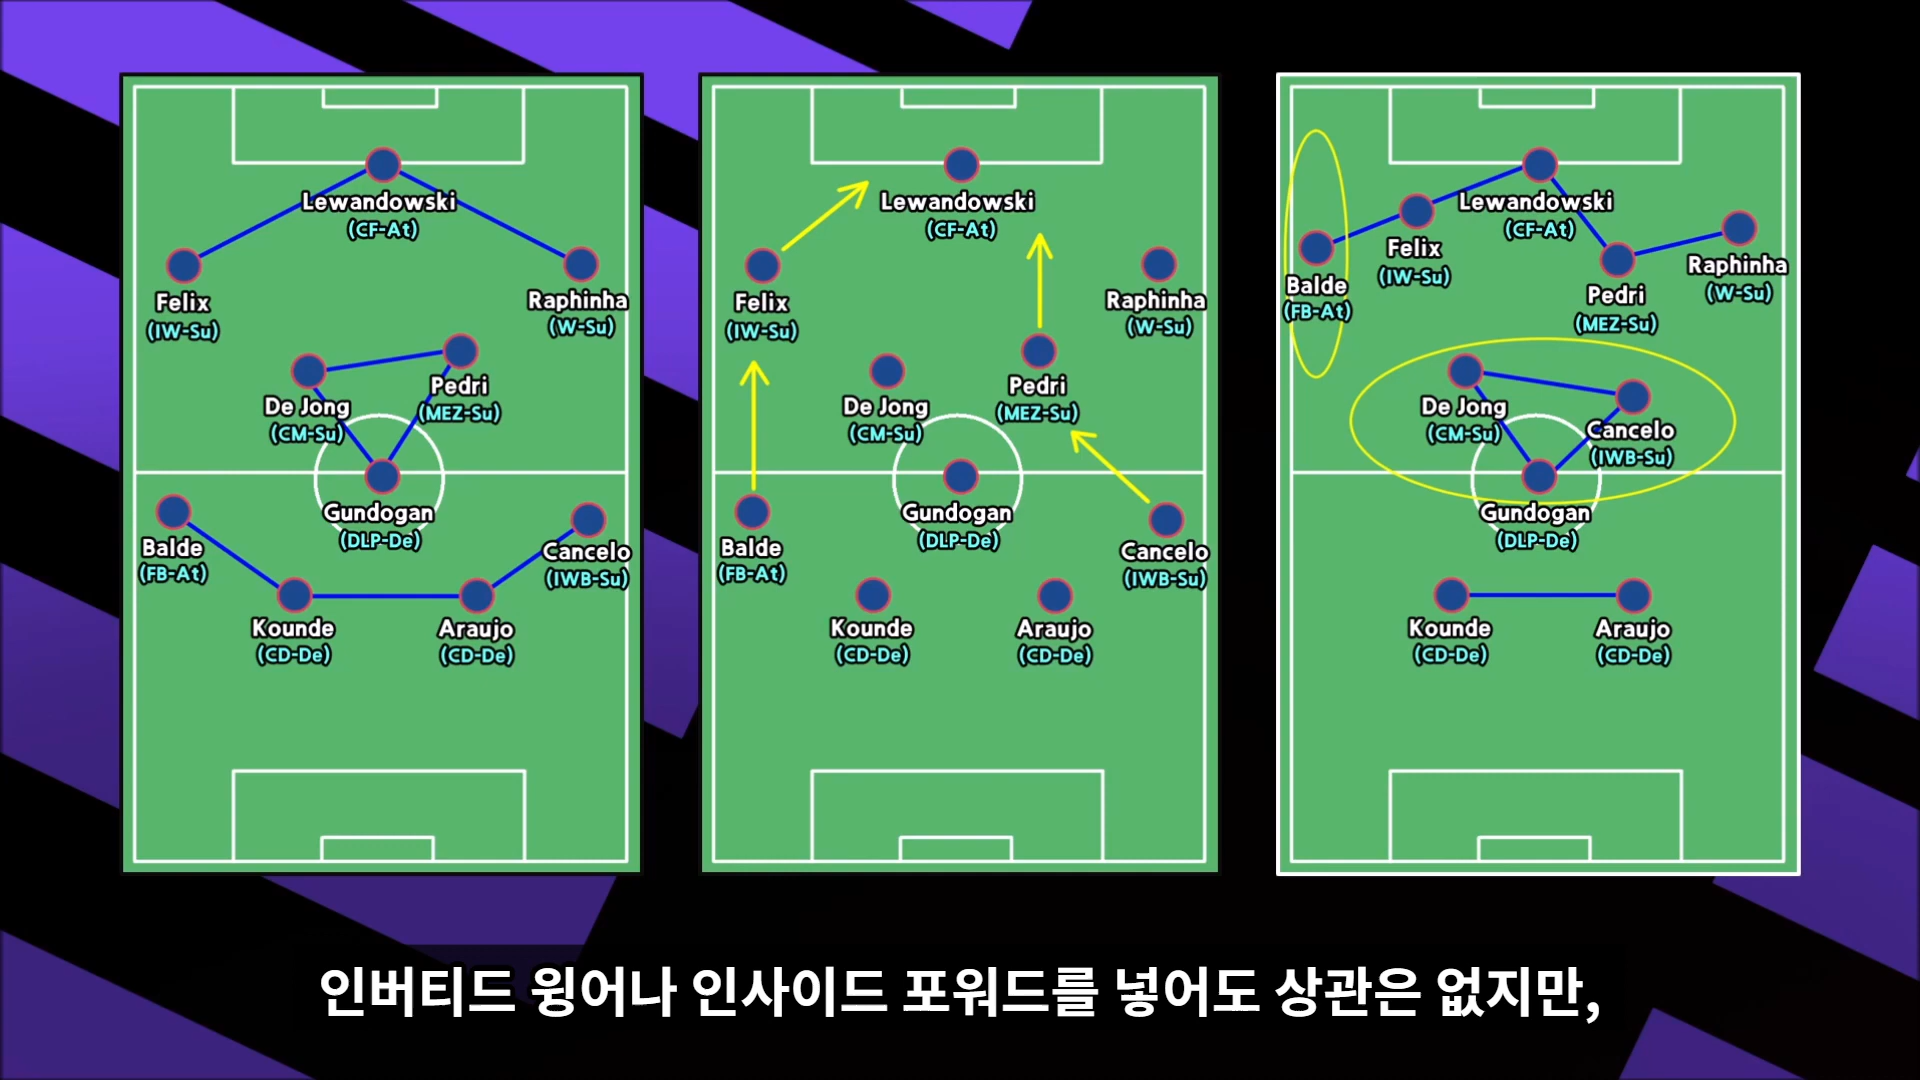 Lewandowski
(CF-At)
Felix
(IW-Su)
Raphinha
(W-Su)
De Jong
(CM-Su)
Pedri
(MEZ-Su)
Gundogan
(DLP-De)
Balde
(FB-At)
Cancelo
(IWB-Su)
Kounde
(CD-De)
Araujo
(CD-De)
Lewandowski
(CF-At)
Felix
(IW-Su)
Raphinha
(W-Su)
De Jong
(CM-Su)
Pedri
(MEZ-Su)
Gundogan
(DLP-De)
Balde
(FB-At)
Cancelo
(IWB-Su)
Kounde
(CD-De)
Araujo
(CD-De)
Lewandowski
(CF-At)
Felix
(IW-Su)
Balde
(FB-At)
Raphinha
(W-Su)
Pedri
(MEZ-Su)
De Jong
(CM-Su)
Cancelo
(IWB-Su)
Gundogan
(DLP-De)
Kounde
(CD-De)
Araujo
(CD-De)
인버티드 윙어나 인사이드 포워드를 넣어도 상관은 없지만,